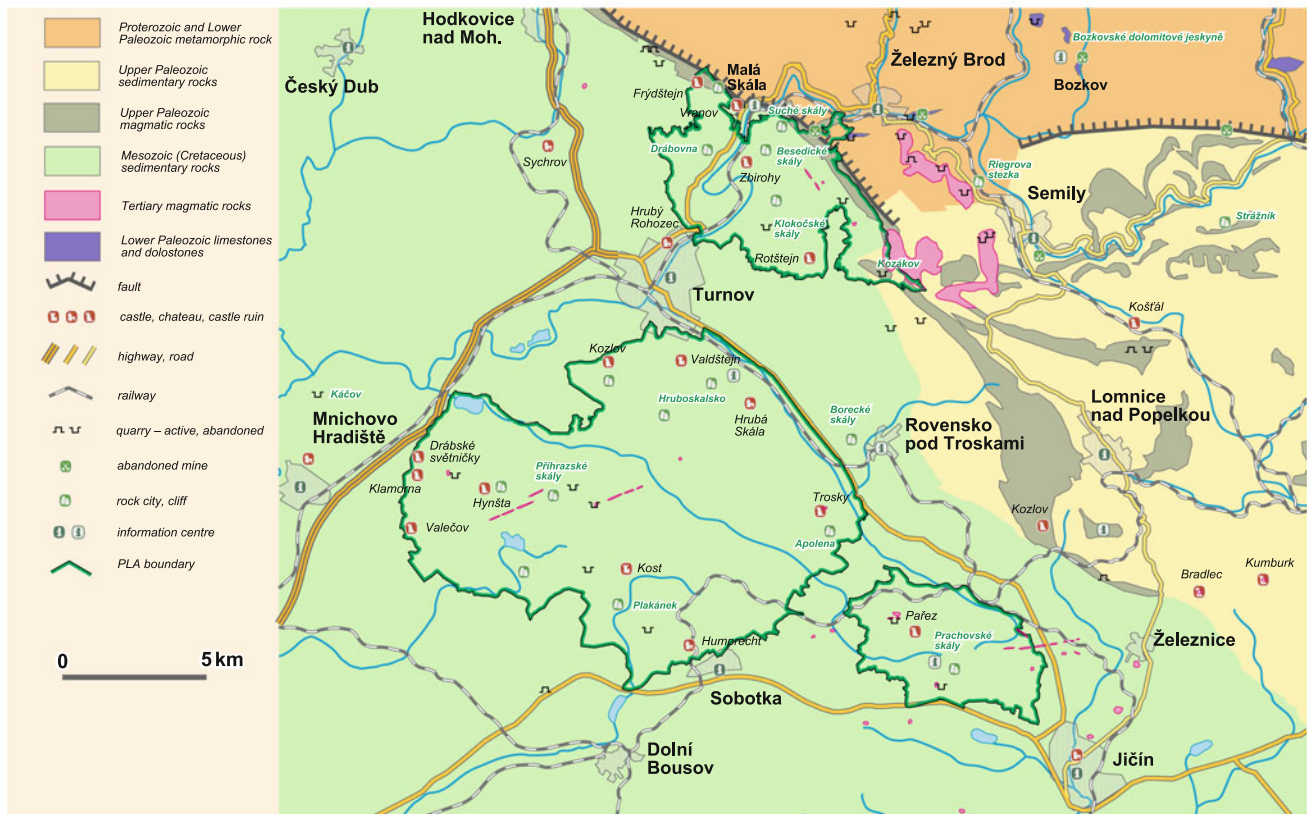 Proterozoic and Lower
Paleozoic metamorphic rock
Upper Paleozoic
sedimentary rocks
Upper Paleozoic
magmatic rocks
Mesozoic (Cretaceous)
sedimentary rocks
Tertiary magmatic rocks
Lower Paleozoic limestones
and dolostones
fault
castle, chateau, castle ruin
highway, road
railway
quarry – active, abandoned
abandoned mine
rock city, cliff
information centre
PLA boundary
0 5 km
Hodkovice
nad Moh.
Český Dub
Malá
Skála
Železný Brod
Bozkovské dolomitové jeskyně
Bozkov
Frýdštejn
Vranov
Suché skály
Drábovna
Besedické
skály
Zbirohy
Sychrov
Riegrova
stezka
Semily
Strážník
Hrubý
Rohozec
Klokočské
skály
Rotštejn
Kozákov
Turnov
Košťál
Kozlov
Valdštejn
Hruboskalsko
Hrubá
Skála
Káčov
Mnichovo
Hradiště
Borecké
skály
Rovensko
pod Troskami
Lomnice
nad Popelkou
Drábské
světničky
Klamorna
Hynšta
Příhrazské
skály
Valečov
Trosky
Apolena
Kozlov
Kost
Plakánek
Humprecht
Bradlec
Kumburk
Pařez
Prachovské
skály
Železnice
Sobotka
Dolní
Bousov
Jičín